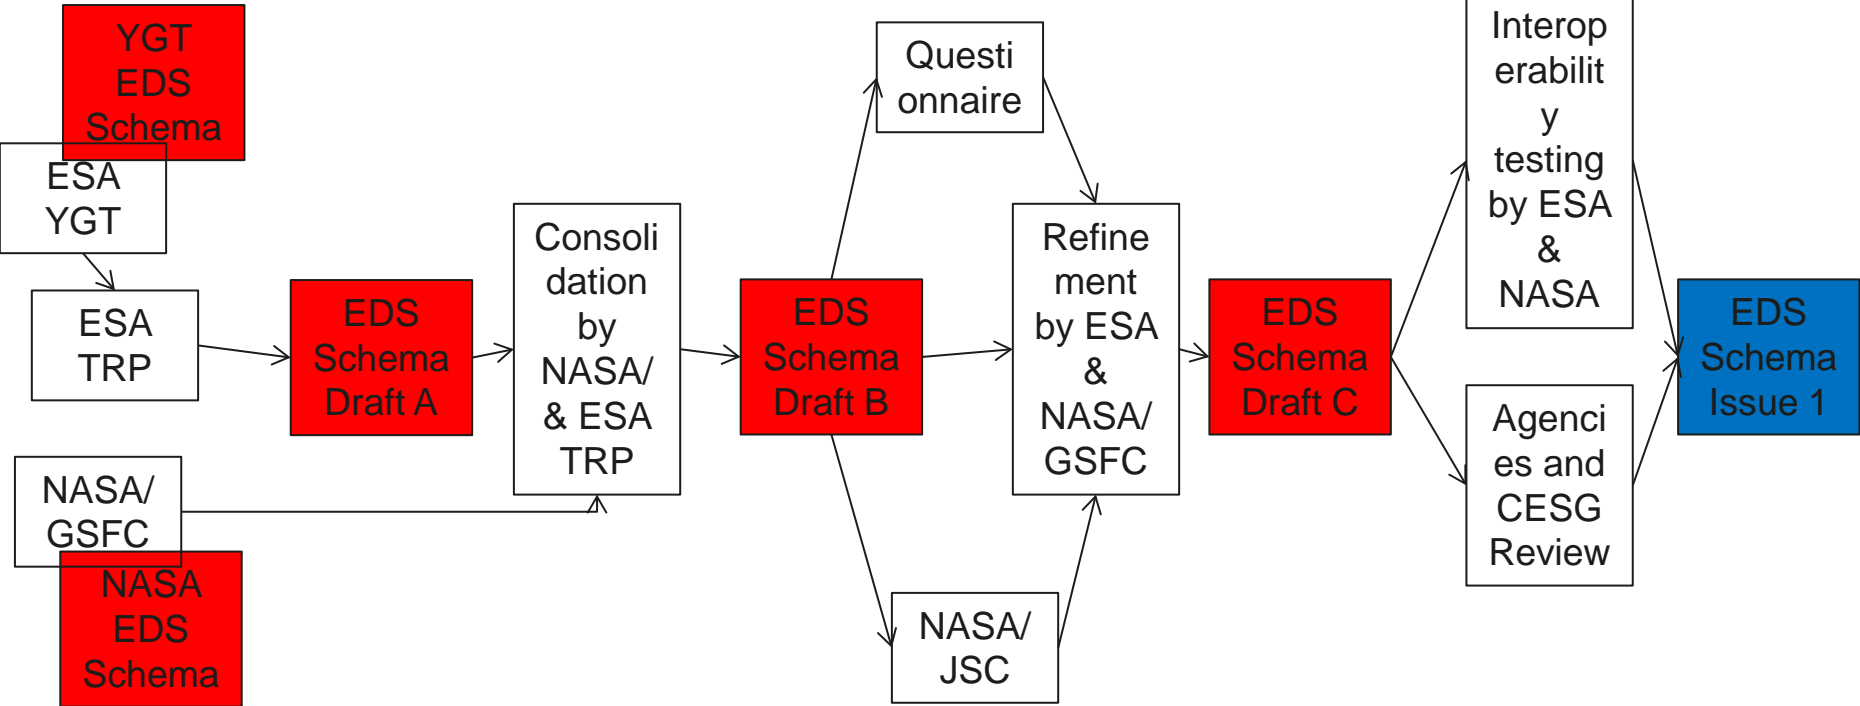 YGT
EDS
Schema
ESA
YGT
ESA
TRP
NASA/
GSFC
NASA
EDS
Schema
EDS
Schema
Draft A
Consoli
dation
by
NASA/
& ESA
TRP
EDS
Schema
Draft B
Questi
onnaire
NASA/
JSC
Refine
ment
by ESA
&
NASA/
GSFC
EDS
Schema
Draft C
Interop
erabilit
y
testing
by ESA
&
NASA
Agenci
es and
CESG
Review
EDS
Schema
Issue 1